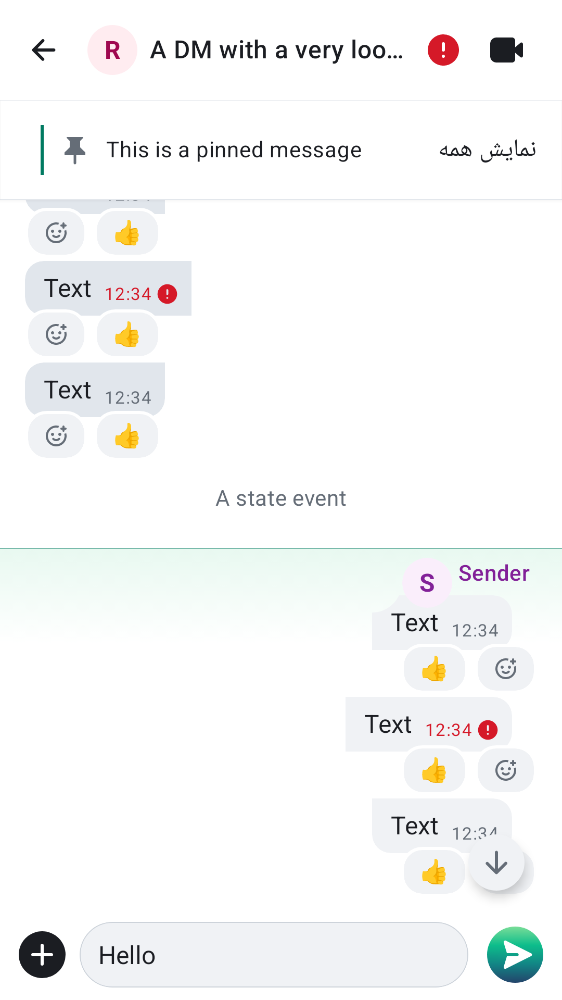 R
A DM with a very loo...
This is a pinned message
نمایش همه
Text 12:34
Text 12:34
A state event
S
Sender
Text 12:34
Text 12:34
Text 12:34
Hello